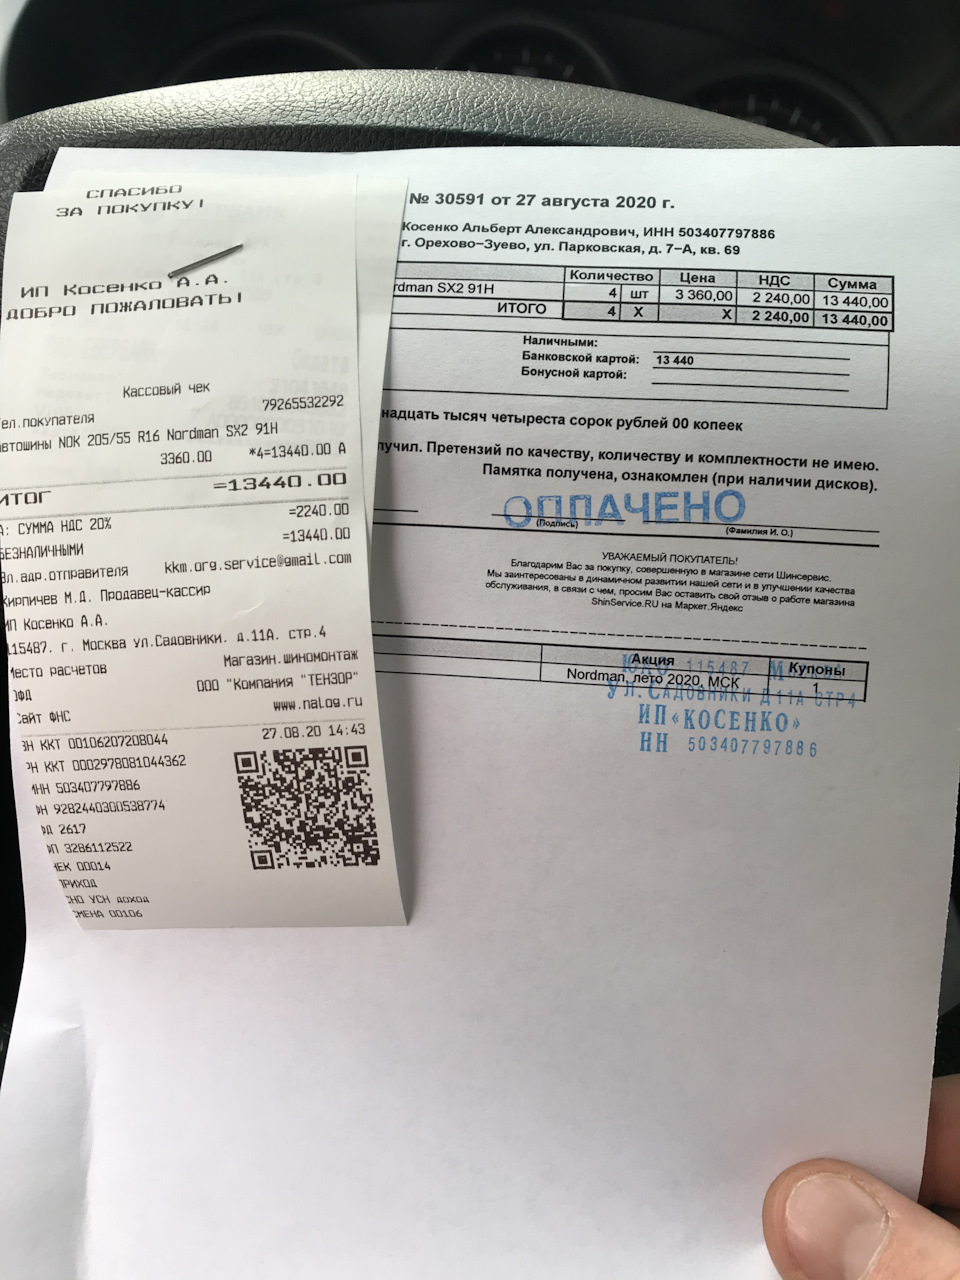 СПАСИБО
ЗА ПОКУПКУ!
ИП Косенко А.А.
ДОБРО ПОЖАЛОВАТЬ!
Кассовый чек
ел.покупателя 79265532292
втошины NOK 205/55 R16 Nordman SX2 91H
3360.00 *4=13440.00 А
ИТОГ =13440.00
А: СУММА НДС 20% =2240.00
БЕЗНАЛИЧНЫМИ =13440.00
Эл.адр.отправителя kkm.org.service@gmail.com
Кирпичев М.Д. Продавец-кассир
ИП Косенко А.А.
115487. г. Москва ул.Садовники. д.11А. стр.4
Место расчетов Магазин.шиномонтаж
ОФД ООО "Компания "ТЕНЗОР"
Сайт ФНС www.nalog.ru
ЗН ККТ 00106207208044 27.08.20 14:43
РН ККТ 0002978081044362
ИНН 503407797886
ФН 9282440300538774
ФД 2617
ФП 3286112522
ЧЕК 00014
ПРИХОД
СНО УСН доход
СМЕНА 00106
№ 30591 от 27 августа 2020 г.
Косенко Альберт Александрович, ИНН 503407797886
г. Орехово-Зуево, ул. Парковская, д. 7-А, кв. 69
Количество Цена НДС Сумма
rdman SX2 91H 4 шт 3 360,00 2 240,00 13 440,00
ИТОГО 4 X X 2 240,00 13 440,00
Наличными:
Банковской картой: 13 440
Бонусной картой:
надцать тысяч четыреста сорок рублей 00 копеек
лучил. Претензий по качеству, количеству и комплектности не имею.
Памятка получена, ознакомлен (при наличии дисков).
ОПЛАЧЕНО
(Подпись) (Фамилия И. О.)
УВАЖАЕМЫЙ ПОКУПАТЕЛЬ!
Благодарим Вас за покупку, совершенную в магазине сети Шинсервис.
Мы заинтересованы в динамичном развитии нашей сети и в улучшении качества
обслуживания, в связи с чем, просим Вас оставить свой отзыв о работе магазина
ShinService.RU на Маркет.Яндекс
Акция Купоны
Nordman, лето 2020, МСК 1
115487
УЛ. САДОВНИКИ Д 11А СТР4
ИП «КОСЕНКО»
НН 503407797886